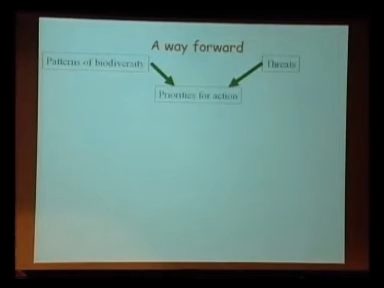 A way forward
Patterns of biodiversity
Threats
Priorities for action